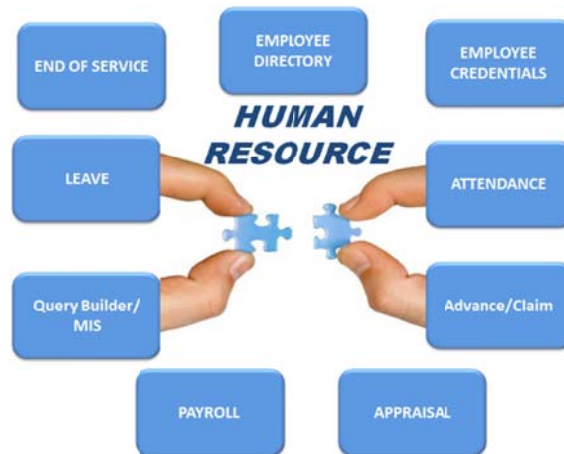 END OF SERVICE
EMPLOYEE
DIRECTORY
EMPLOYEE
CREDENTIALS
HUMAN
RESOURCE
LEAVE
ATTENDANCE
Query Builder/
MIS
Advance/Claim
PAYROLL
APPRAISAL